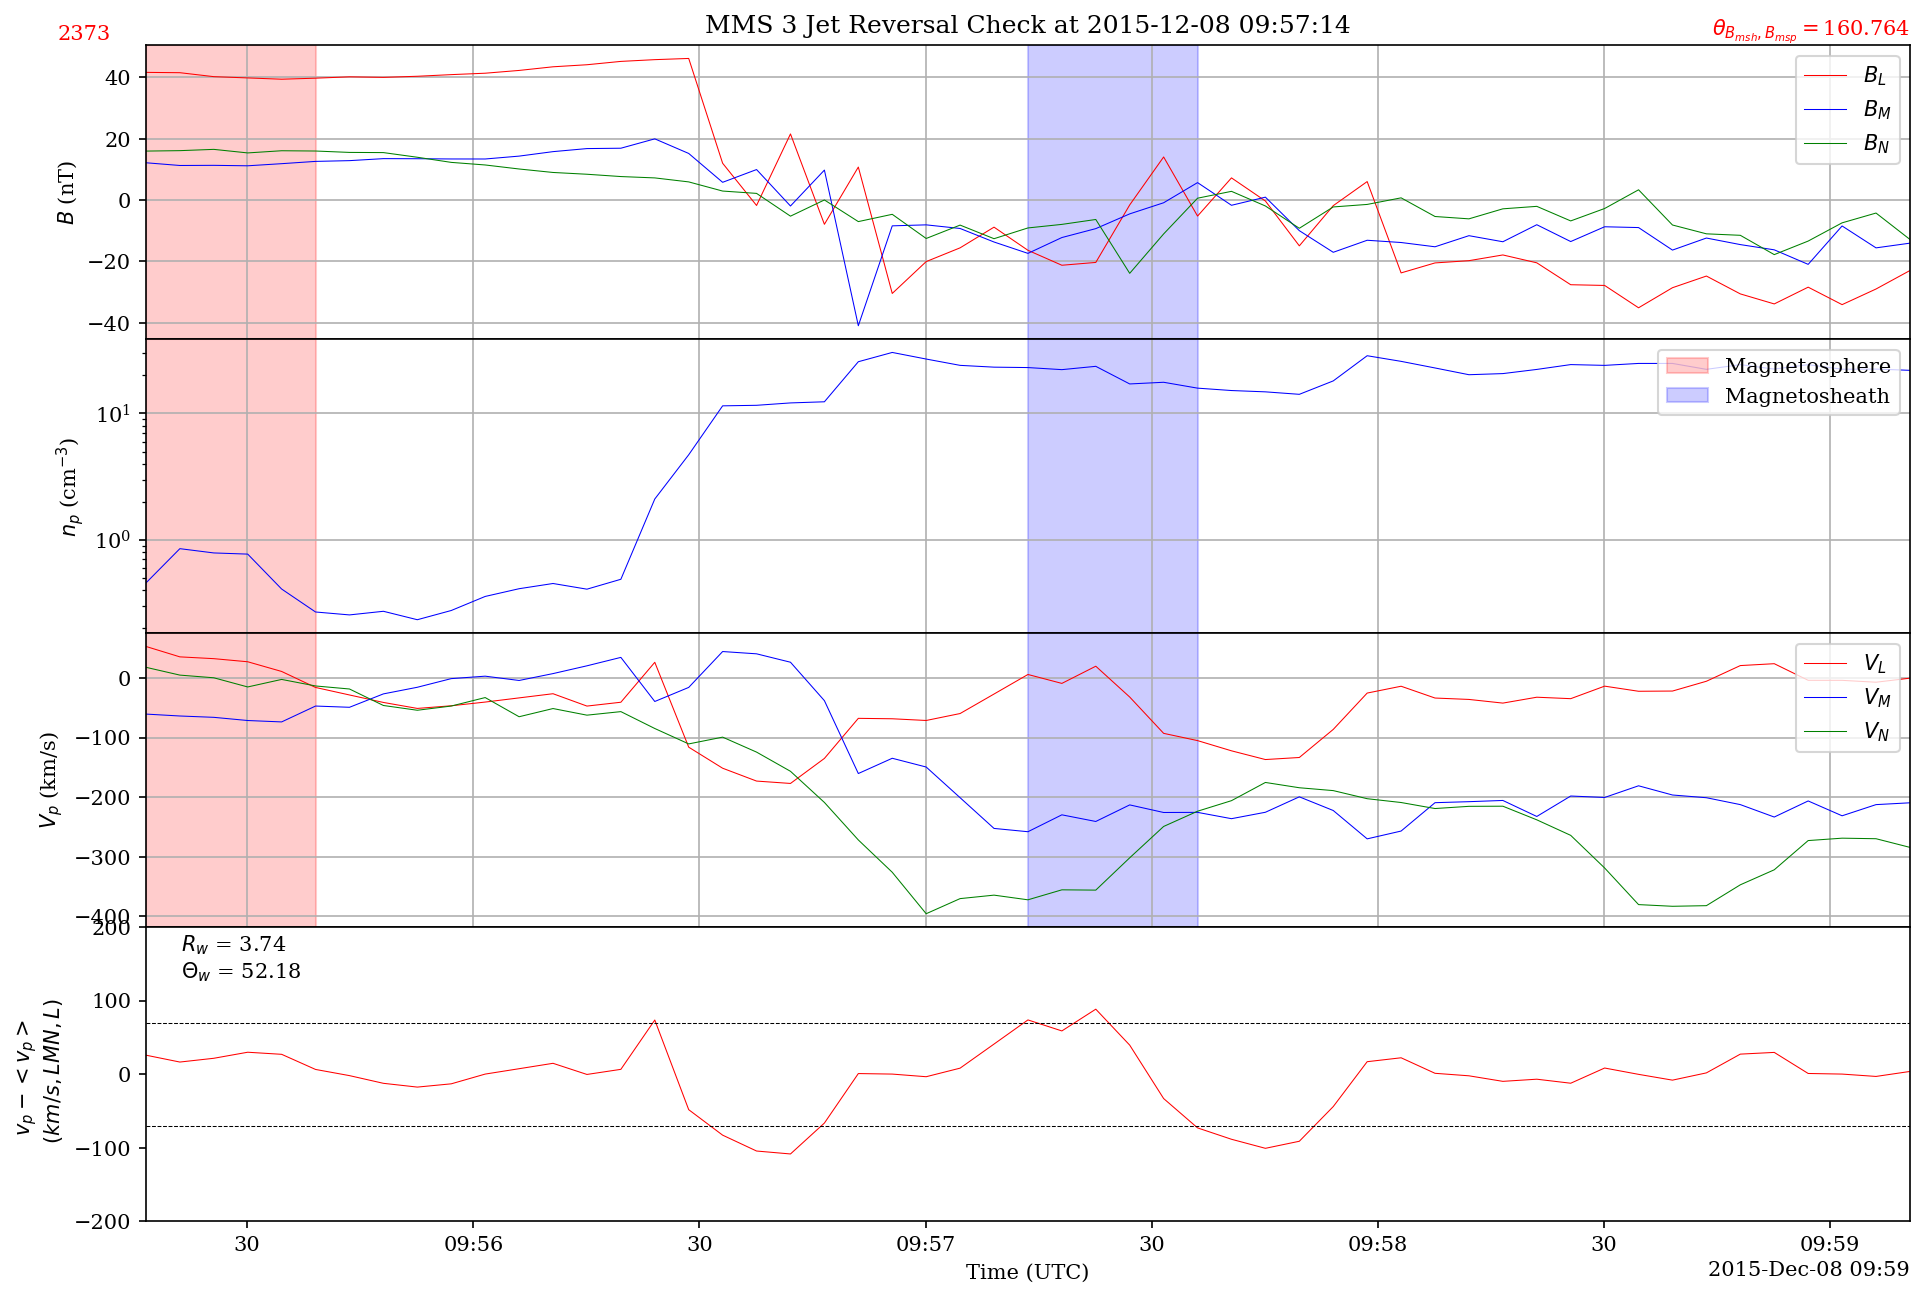 MMS 3 Jet Reversal Check at 2015-12-08 09:57:14
2373
θ_{B_{msh}, B_{msp}} = 160.764
40
20
0
−20
−40
B (nT)
B_L
B_M
B_N
10^1
10^0
n_p (cm^{−3})
Magnetosphere
Magnetosheath
0
−100
−200
−300
−400
V_p (km/s)
V_L
V_M
V_N
200
100
0
−100
−200
v_p − < v_p >
(km/s, LMN, L)
R_w = 3.74
Θ_w = 52.18
30 09:56 30 09:57 30 09:58 30 09:59
Time (UTC)
2015-Dec-08 09:59